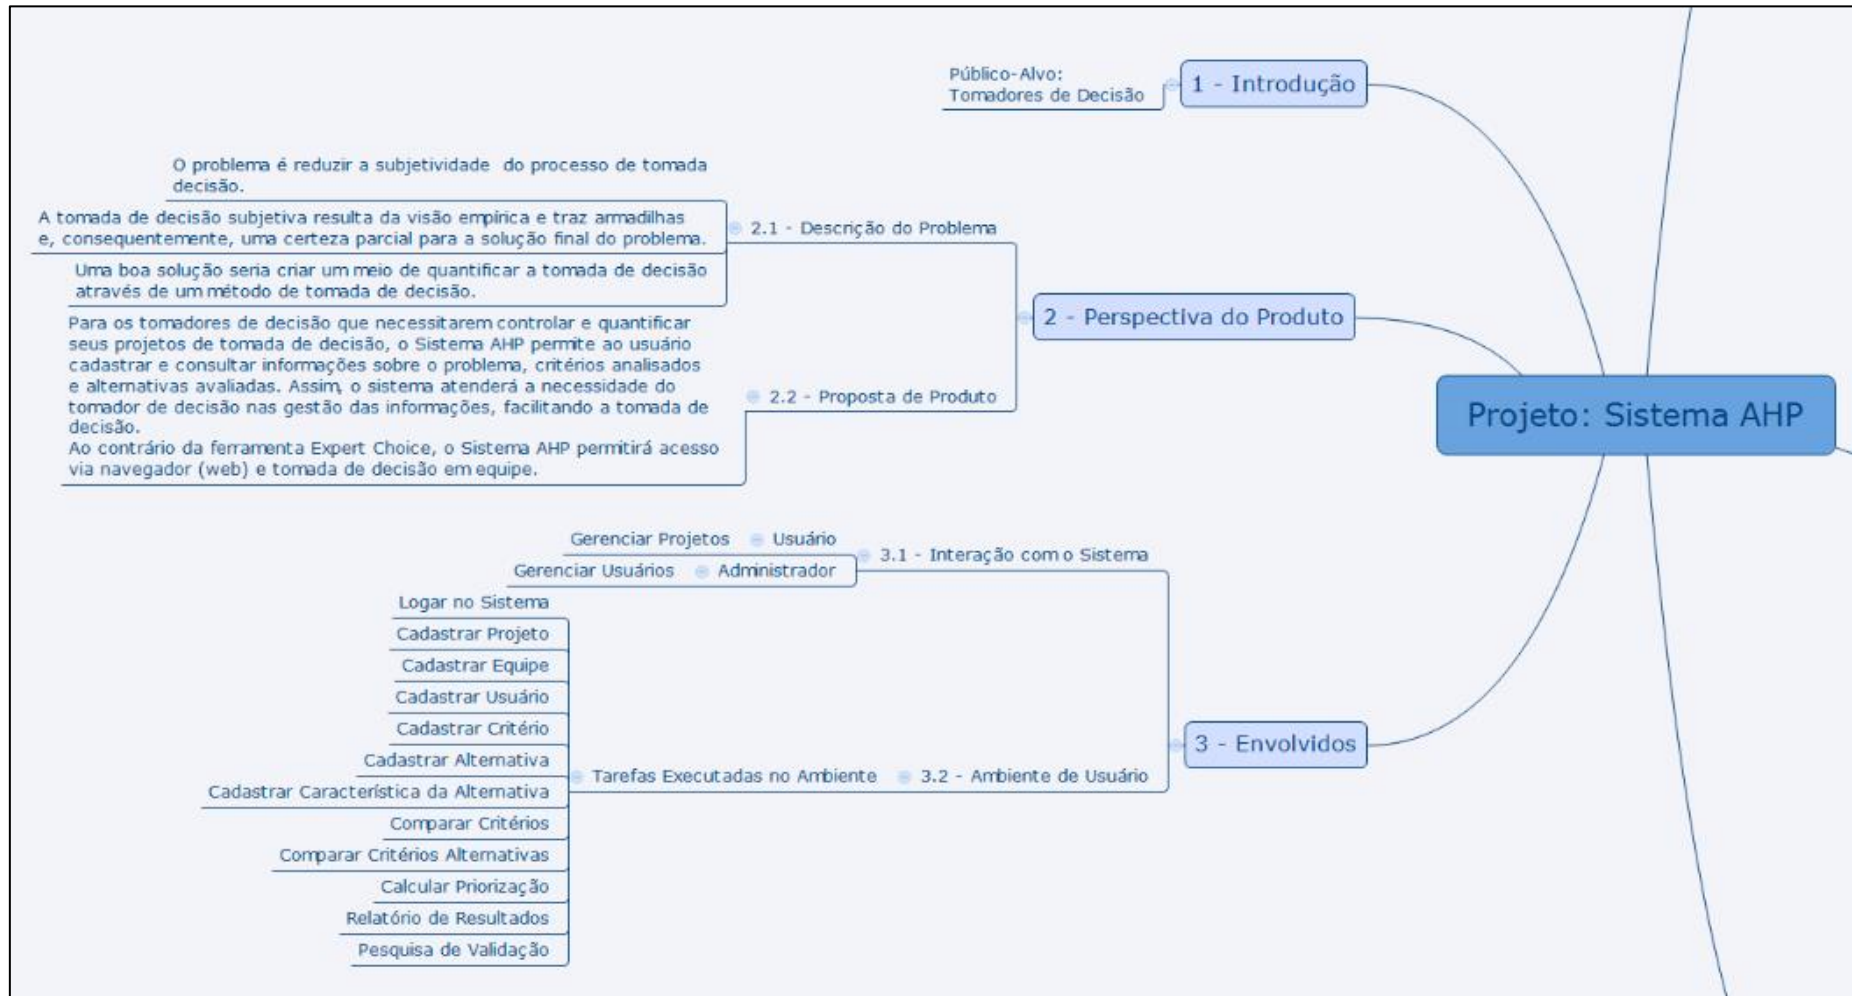 Público-Alvo:
Tomadores de Decisão
1 - Introdução
O problema é reduzir a subjetividade do processo de tomada
decisão.
A tomada de decisão subjetiva resulta da visão empírica e traz armadilhas
e, consequentemente, uma certeza parcial para a solução final do problema.
Uma boa solução seria criar um meio de quantificar a tomada de decisão
através de um método de tomada de decisão.
2.1 - Descrição do Problema
Para os tomadores de decisão que necessitarem controlar e quantificar
seus projetos de tomada de decisão, o Sistema AHP permite ao usuário
cadastrar e consultar informações sobre o problema, critérios analisados
e alternativas avaliadas. Assim, o sistema atenderá a necessidade do
tomador de decisão nas gestão das informações, facilitando a tomada de
decisão.
Ao contrário da ferramenta Expert Choice, o Sistema AHP permitirá acesso
via navegador (web) e tomada de decisão em equipe.
2.2 - Proposta de Produto
2 - Perspectiva do Produto
Projeto: Sistema AHP
Gerenciar Projetos
Usuário
Gerenciar Usuários
Administrador
3.1 - Interação com o Sistema
Logar no Sistema
Cadastrar Projeto
Cadastrar Equipe
Cadastrar Usuário
Cadastrar Critério
Cadastrar Alternativa
Cadastrar Característica da Alternativa
Comparar Critérios
Comparar Critérios Alternativas
Calcular Priorização
Relatório de Resultados
Pesquisa de Validação
Tarefas Executadas no Ambiente
3.2 - Ambiente de Usuário
3 - Envolvidos